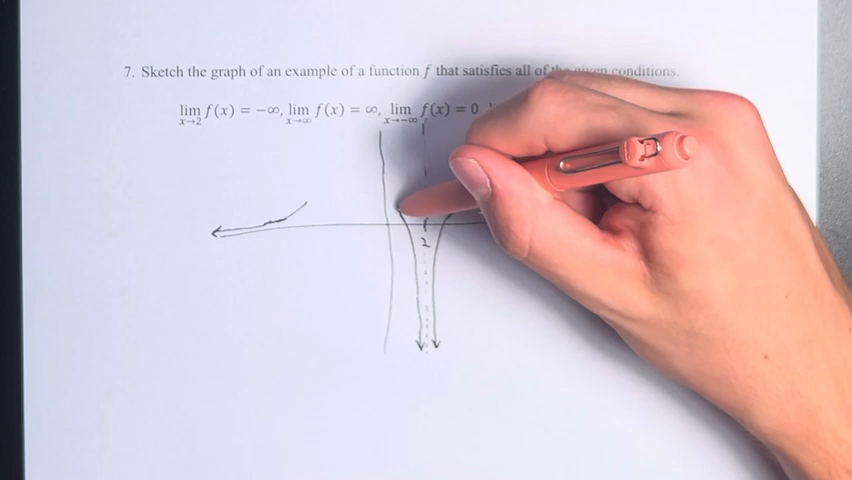 7. Sketch the graph of an example of a function f that satisfies all of the given conditions.
lim x→2 f(x) = −∞, lim x→∞ f(x) = ∞, lim x→−∞ f(x) = 0
2